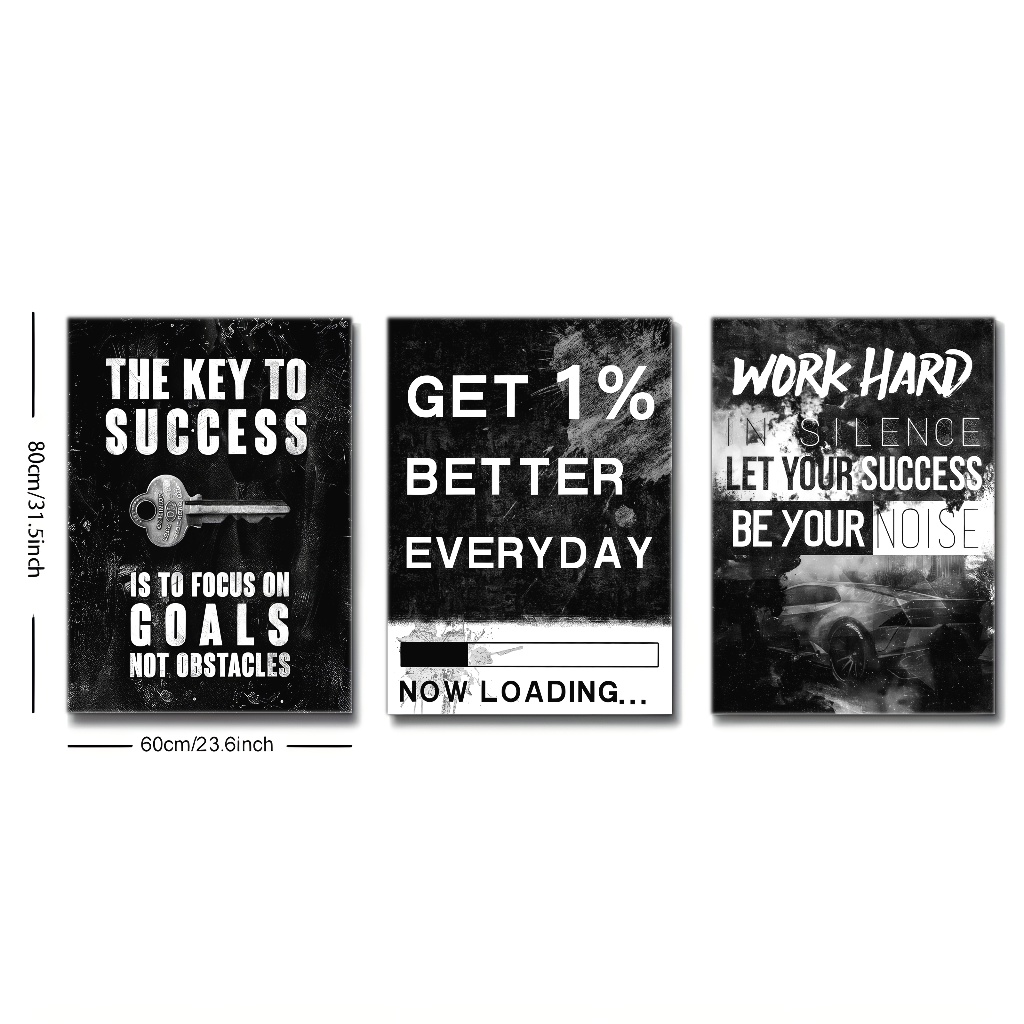 80cm/31.5inch
THE KEY TO
SUCCESS
IS TO FOCUS ON
GOALS
NOT OBSTACLES
60cm/23.6inch
GET 1%
BETTER
EVERYDAY
NOW LOADING...
WORK HARD
IN SILENCE
LET YOUR SUCCESS
BE YOUR NOISE